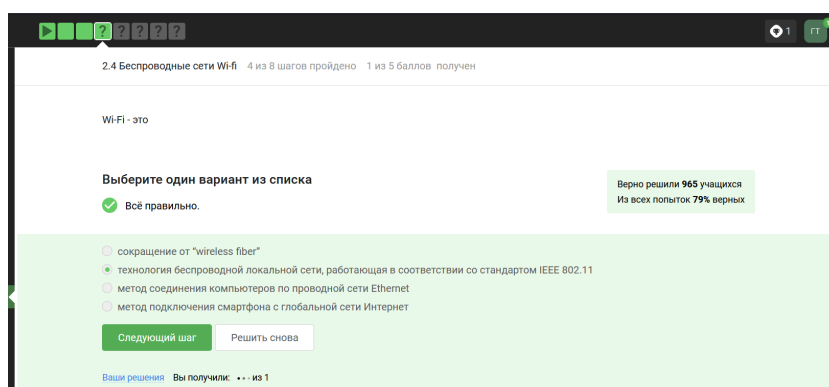 ? ? ? ? ?
1
ГТ
2.4 Беспроводные сети Wi-fi 4 из 8 шагов пройдено 1 из 5 баллов получен
Wi-Fi - это
Выберите один вариант из списка
Всё правильно.
Верно решили 965 учащихся
Из всех попыток 79% верных
сокращение от “wireless fiber”
технология беспроводной локальной сети, работающая в соответствии со стандартом IEEE 802.11
метод соединения компьютеров по проводной сети Ethernet
метод подключения смартфона с глобальной сети Интернет
Следующий шаг Решить снова
Ваши решения Вы получили: • • • из 1